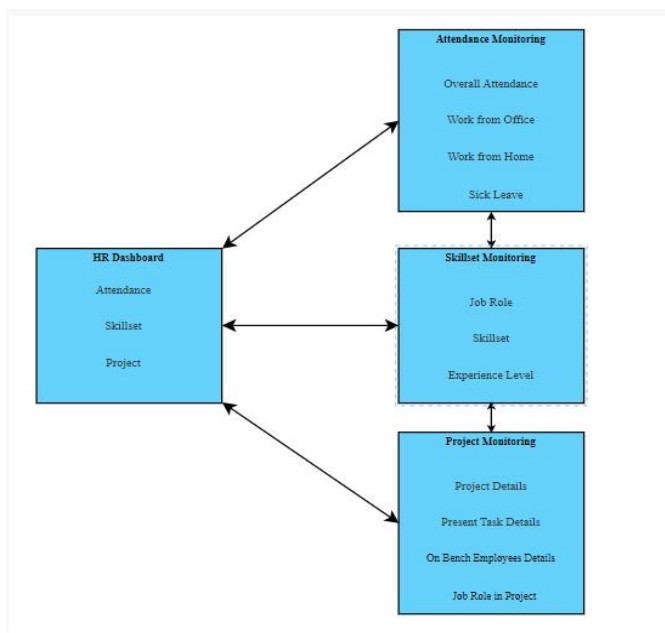 Attendance Monitoring
Overall Attendance
Work from Office
Work from Home
Sick Leave
HR Dashboard
Attendance
Skillset
Project
Skillset Monitoring
Job Role
Skillset
Experience Level
Project Monitoring
Project Details
Present Task Details
On Bench Employees Details
Job Role in Project